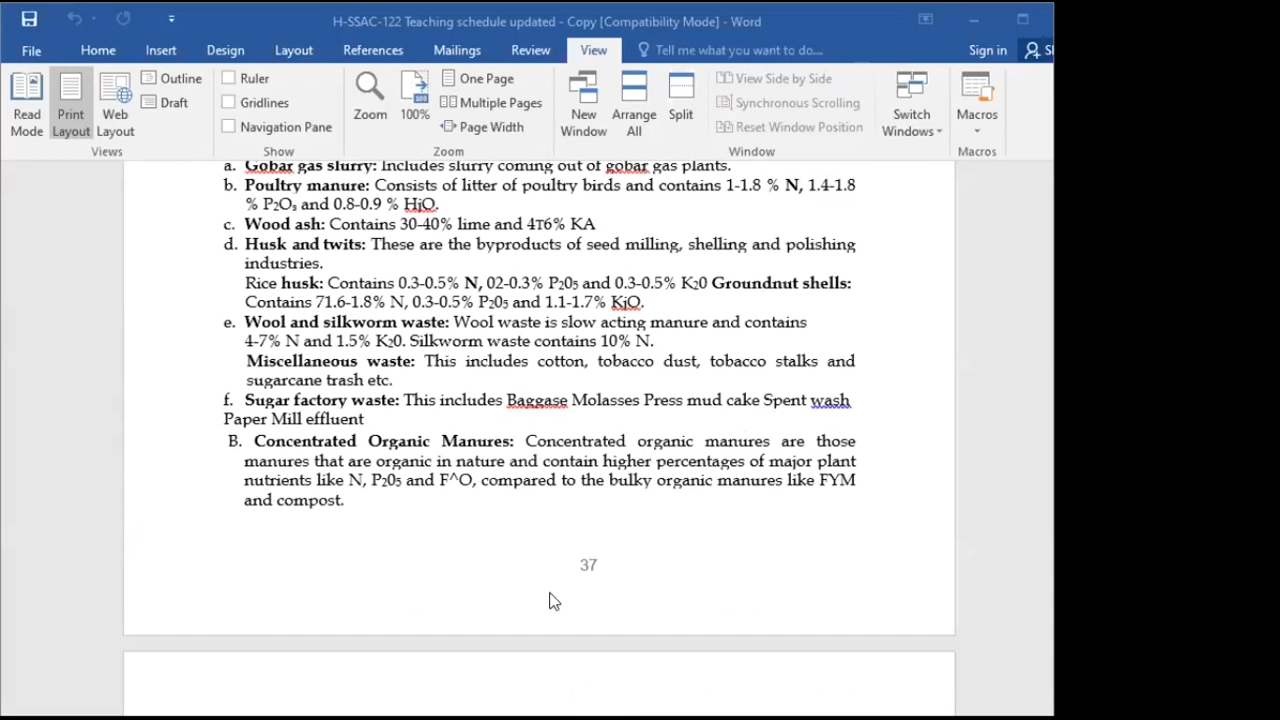 H-SSAC-122 Teaching schedule updated - Copy [Compatibility Mode] - Word
File Home Insert Design Layout References Mailings Review View Tell me what you want to do... Sign in
Read Mode
Print Layout
Web Layout
Outline
Draft
Views
Ruler
Gridlines
Navigation Pane
Show
Zoom
100%
One Page
Multiple Pages
Page Width
Zoom
New Window
Arrange All
Split
View Side by Side
Synchronous Scrolling
Reset Window Position
Window
Switch Windows
Macros
Macros
a. Gobar gas slurry: Includes slurry coming out of gobar gas plants.
b. Poultry manure: Consists of litter of poultry birds and contains 1-1.8 % N, 1.4-1.8
% P2O, and 0.8-0.9 % HjO.
c. Wood ash: Contains 30-40% lime and 4T6% KA
d. Husk and twits: These are the byproducts of seed milling, shelling and polishing
industries.
Rice husk: Contains 0.3-0.5% N, 02-0.3% P205 and 0.3-0.5% K20 Groundnut shells:
Contains 71.6-1.8% N, 0.3-0.5% P205 and 1.1-1.7% KjO.
e. Wool and silkworm waste: Wool waste is slow acting manure and contains
4-7% N and 1.5% K20. Silkworm waste contains 10% N.
Miscellaneous waste: This includes cotton, tobacco dust, tobacco stalks and
sugarcane trash etc.
f. Sugar factory waste: This includes Baggase Molasses Press mud cake Spent wash
Paper Mill effluent
B. Concentrated Organic Manures: Concentrated organic manures are those
manures that are organic in nature and contain higher percentages of major plant
nutrients like N, P205 and F^O, compared to the bulky organic manures like FYM
and compost.
37